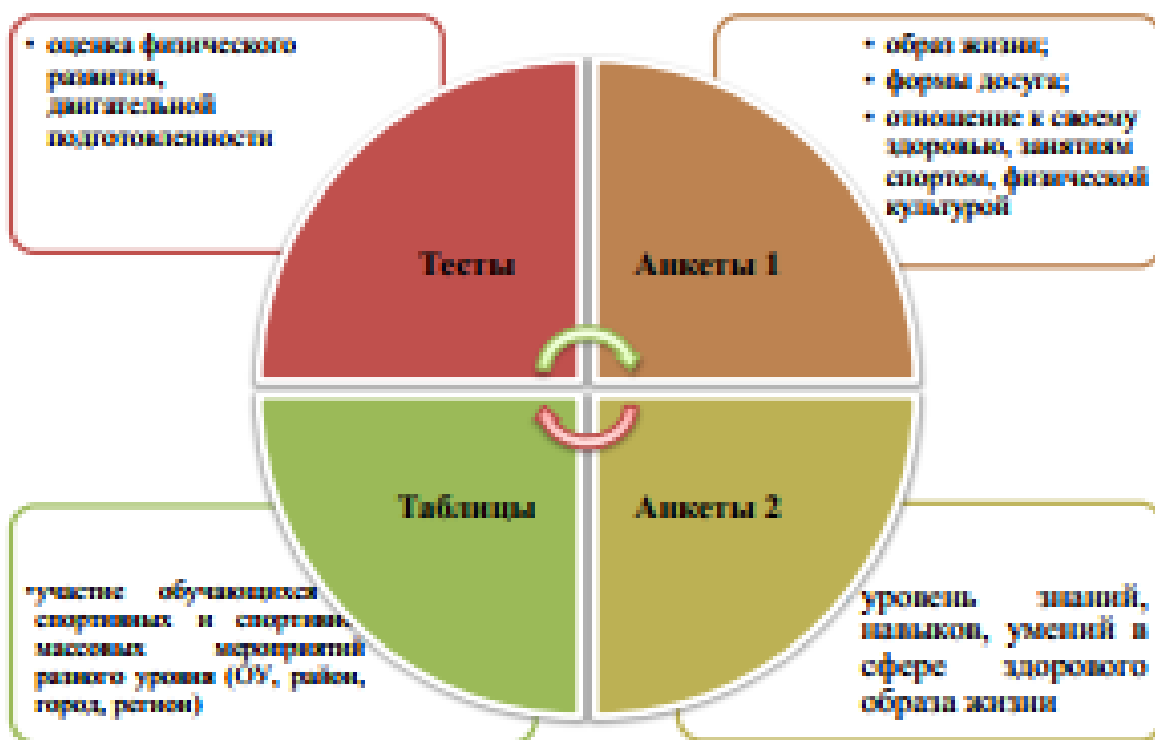 • оценка физического
развития,
двигательной
подготовленности
• образ жизни;
• формы досуга;
• отношение к своему
здоровью, занятиям
спортом, физической
культурой
Тесты
Анкеты 1
Таблицы
Анкеты 2
•участие обучающихся
спортивных и спортивно
массовых мероприятий
разного уровня (ОУ, район,
город, регион)
уровень знаний,
навыков, умений в
сфере здорового
образа жизни